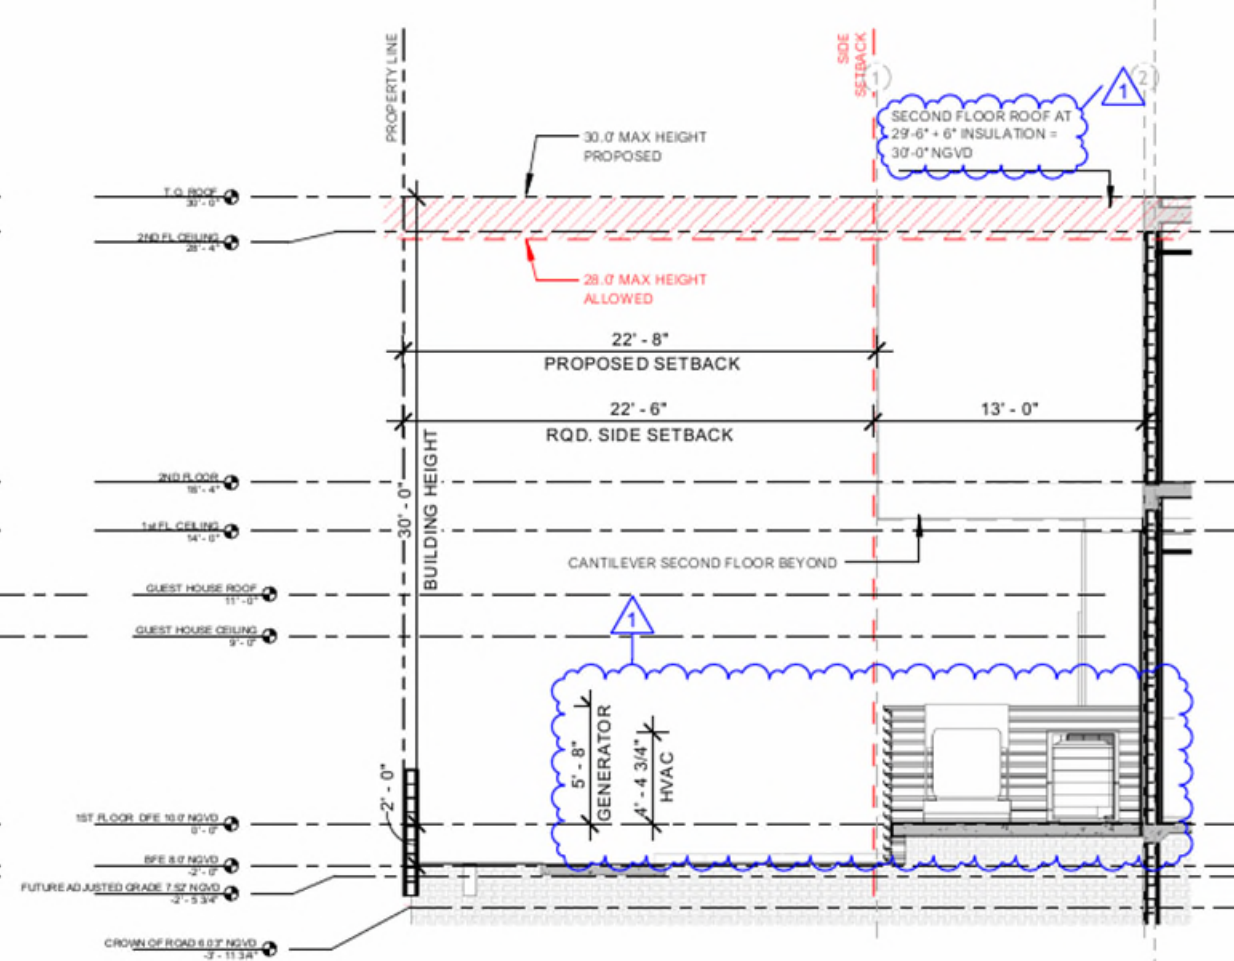 PROPERTY LINE
SIDE
SETBACK
1
2
1
SECOND FLOOR ROOF AT
29'-6" + 6" INSULATION =
30'-0" NGVD
30.0' MAX HEIGHT
PROPOSED
T.O. ROOF
30' - 0"
2ND FL CEILING
28' - 4"
28.0' MAX HEIGHT
ALLOWED
22' - 8"
PROPOSED SETBACK
22' - 6"
RQD. SIDE SETBACK
13' - 0"
30' - 0"
BUILDING HEIGHT
2ND FLOOR
16' - 4"
1st FL. CEILING
14' - 0"
CANTILEVER SECOND FLOOR BEYOND
GUEST HOUSE ROOF
11' - 0"
GUEST HOUSE CEILING
9' - 0"
1
5' - 8"
GENERATOR
4' - 4 3/4"
HVAC
2' - 0"
1ST FLOOR DFE 10.0' NGVD
0' - 0"
BFE 8.0' NGVD
-2' - 0"
FUTURE ADJUSTED GRADE 7.52' NGVD
-2' - 5 3/4"
CROWN OF ROAD 6.03' NGVD
-3' - 11 3/4"